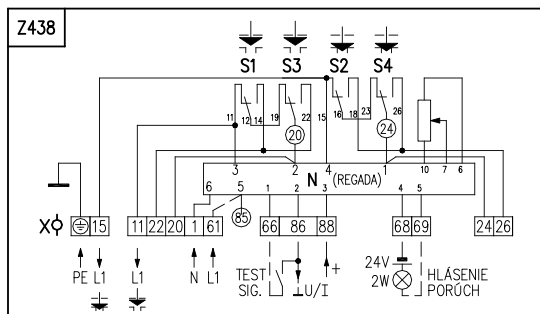 Z438
S1 S3 S2 S4
11 12 14 19 22 15 16 18 23 26
20 24
10 7 6
3 2 4 1
N (REGADA)
6 5 1 2 3 4 5
85
X 15 11 22 20 1 61 66 86 88 68 69 24 26
PE L1 L1 N L1
TEST
SIG.
U/I
+
24V
2W
HLÁSENIE
PORÚCH